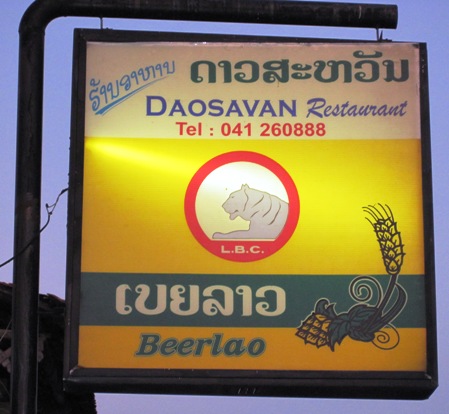 ຮ້ານອາຫານ ດາວສະຫວັນ
DAOSAVAN Restaurant
Tel : 041 260888
L.B.C.
ເບຍລາວ
Beerlao